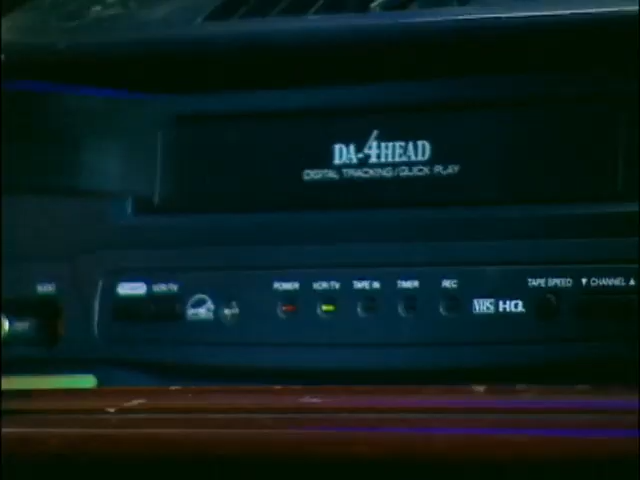 DA-4HEAD
DIGITAL TRACKING/QUICK PLAY
VCR/TV
POWER VCR/TV TAPE IN TIMER REC
VHS HQ
TAPE SPEED ▼ CHANNEL ▲